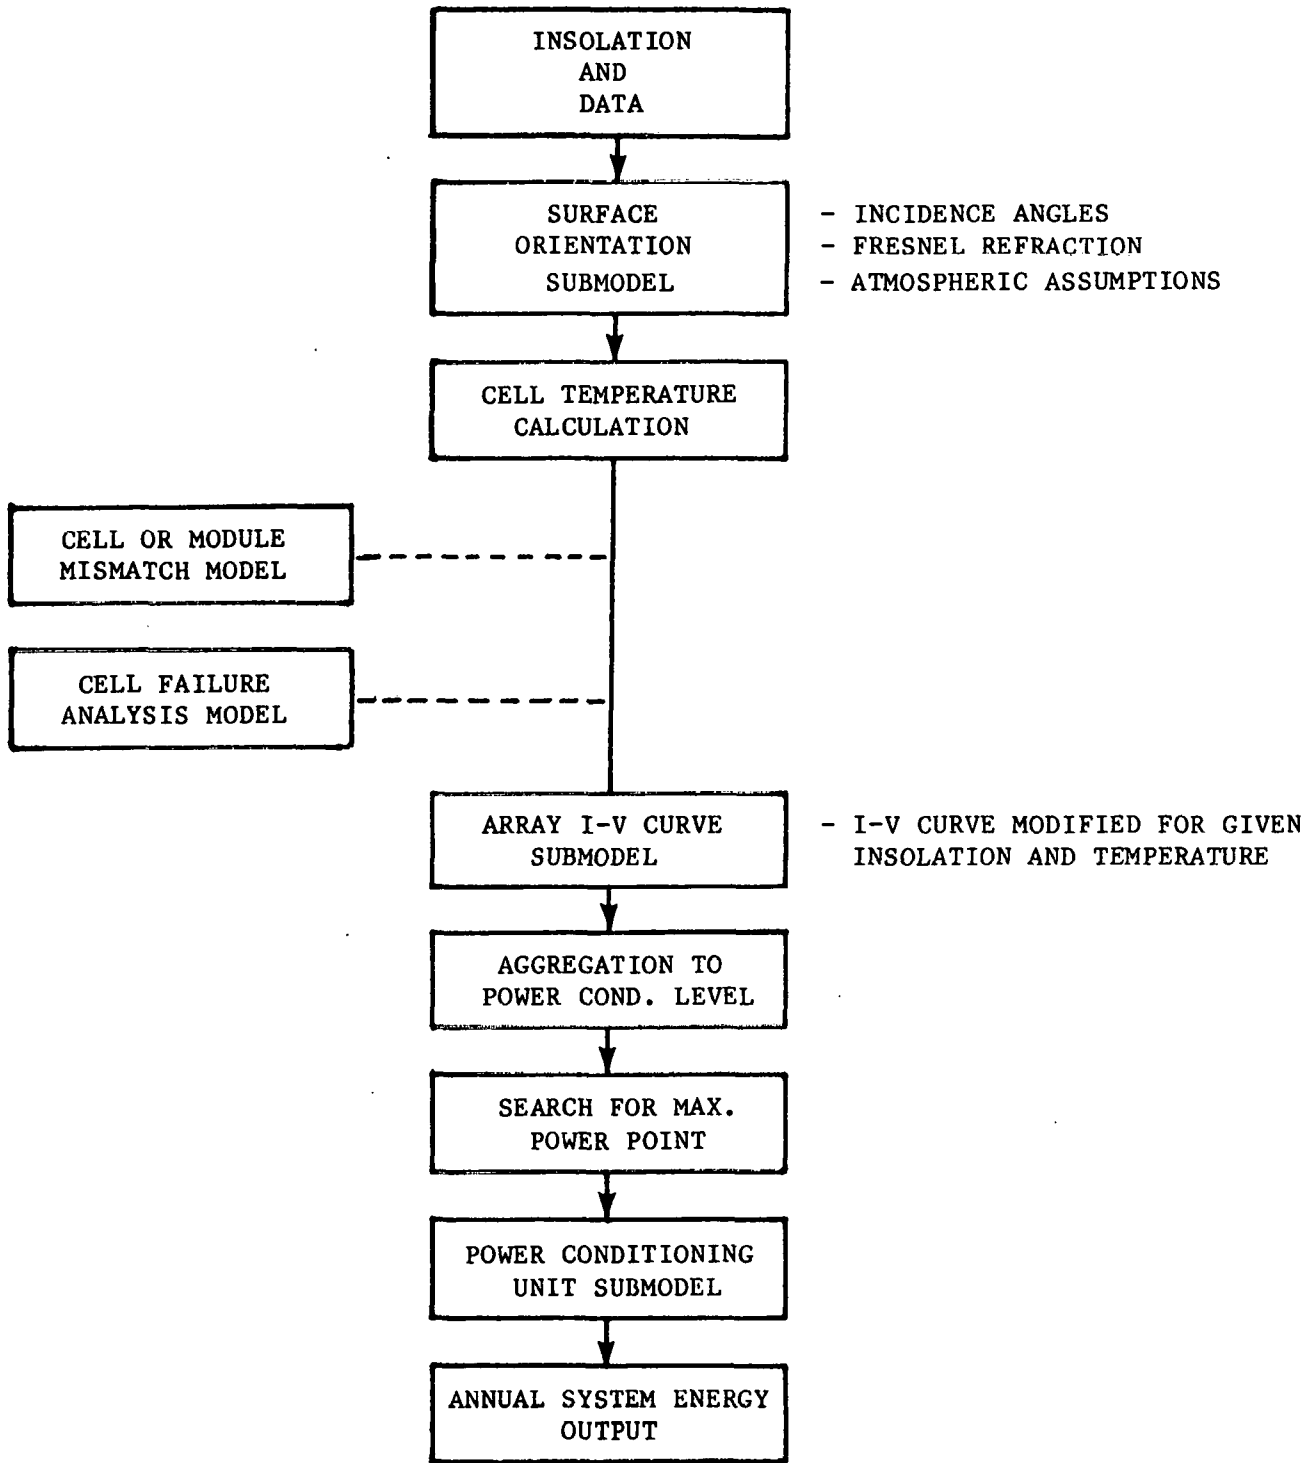 INSOLATION
AND
DATA
SURFACE
ORIENTATION
SUBMODEL
- INCIDENCE ANGLES
- FRESNEL REFRACTION
- ATMOSPHERIC ASSUMPTIONS
CELL TEMPERATURE
CALCULATION
CELL OR MODULE
MISMATCH MODEL
CELL FAILURE
ANALYSIS MODEL
ARRAY I-V CURVE
SUBMODEL
- I-V CURVE MODIFIED FOR GIVEN
INSOLATION AND TEMPERATURE
AGGREGATION TO
POWER COND. LEVEL
SEARCH FOR MAX.
POWER POINT
POWER CONDITIONING
UNIT SUBMODEL
ANNUAL SYSTEM ENERGY
OUTPUT